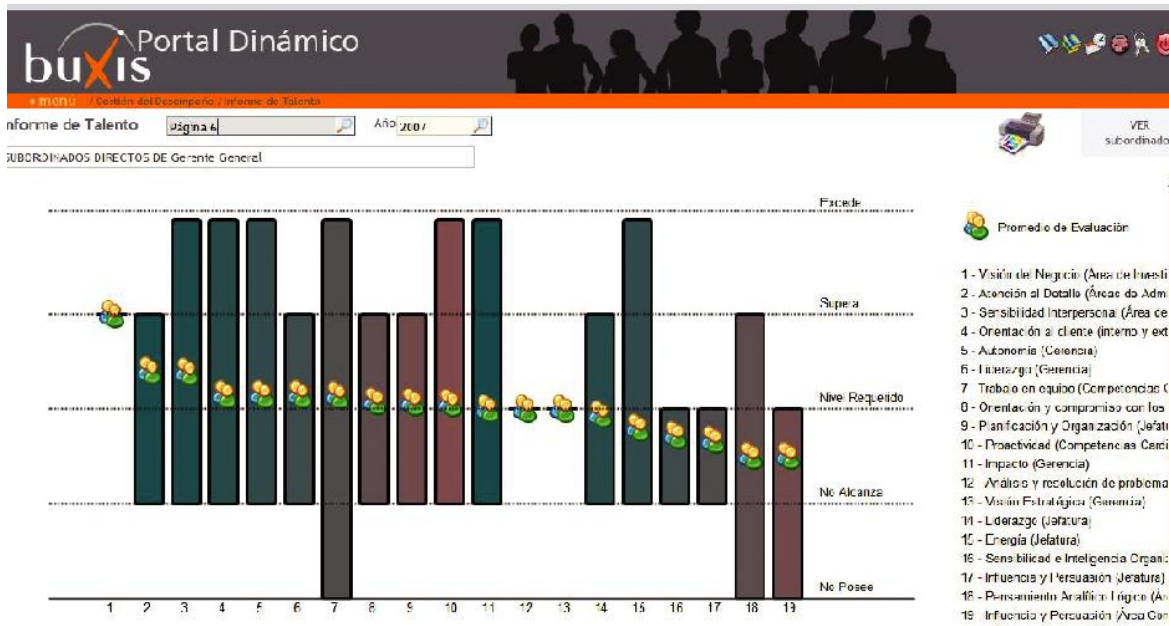 buxis
Portal Dinámico
menú / Gestión del Desempeño / Informe de Talento
nforme de Talento
Página 6
Año 2007
VER
subordinado
SUBORDINADOS DIRECTOS DE Gerente General
Excede
Supera
Nivel Requerido
No Alcanza
No Posee
1 2 3 4 5 6 7 8 9 10 11 12 13 14 15 16 17 18 19
Promedio de Evaluación
1 - Visión del Negocio (Área de Investi
2 - Atención al Detalle (Áreas de Admi
3 - Sensibilidad Interpersonal (Área de
4 - Orientación al cliente (interno y ext
5 - Autonomía (Gerencia)
6 - Liderazgo (Gerencia)
7 Trabajo en equipo (Competencias C
8 - Orientación y compromiso con los
9 - Planificación y Organización (Jefatu
10 - Proactividad (Competencias Cardi
11 - Impacto (Gerencia)
12 Análisis y resolución de problema
13 - Visión Estratégica (Gerencia)
14 - Liderazgo (Jefatura)
15 - Energía (Jefatura)
16 - Sensibilidad e Inteligencia Organi
17 - Influencia y Persuasión (Jefatura)
18 - Pensamiento Analítico Lógico (Ár
19 Influencia y Persuasión (Área Con